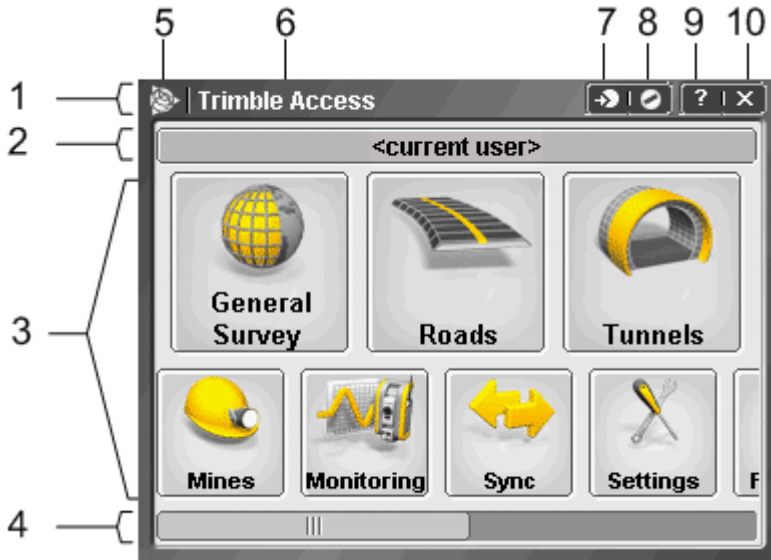 5 6 7 8 9 10
1 Trimble Access ? X
2 <current user>
3
General Survey
Roads
Tunnels
Mines
Monitoring
Sync
Settings
F
4